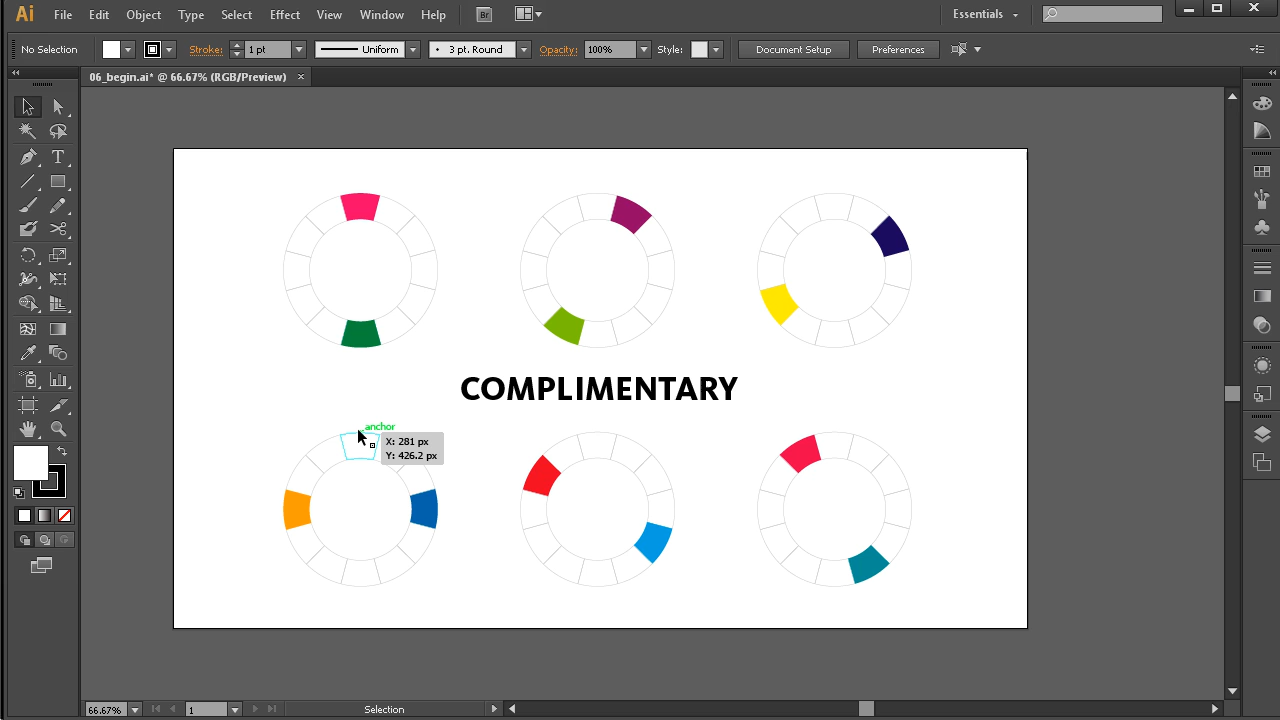 Ai File Edit Object Type Select Effect View Window Help Br Essentials
No Selection Stroke: 1 pt Uniform 3 pt. Round Opacity: 100% Style: Document Setup Preferences
06_begin.ai* @ 66.67% (RGB/Preview)
COMPLIMENTARY
anchor
X: 281 px
Y: 426.2 px
66.67% 1 Selection